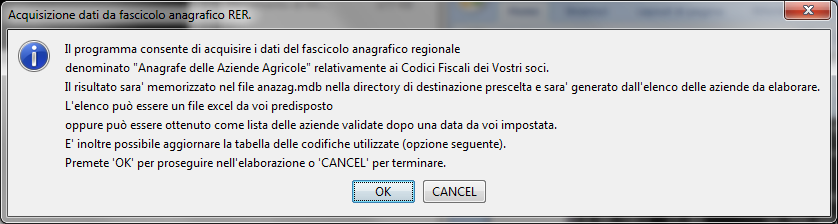 Acquisizione dati da fascicolo anagrafico RER.
Il programma consente di acquisire i dati del fascicolo anagrafico regionale
denominato "Anagrafe delle Aziende Agricole" relativamente ai Codici Fiscali dei Vostri soci.
Il risultato sara' memorizzato nel file anazag.mdb nella directory di destinazione prescelta e sara' generato dall'elenco delle aziende da elaborare.
L'elenco può essere un file excel da voi predisposto
oppure può essere ottenuto come lista delle aziende validate dopo una data da voi impostata.
E' inoltre possibile aggiornare la tabella delle codifiche utilizzate (opzione seguente).
Premete 'OK' per proseguire nell'elaborazione o 'CANCEL' per terminare.
OK CANCEL